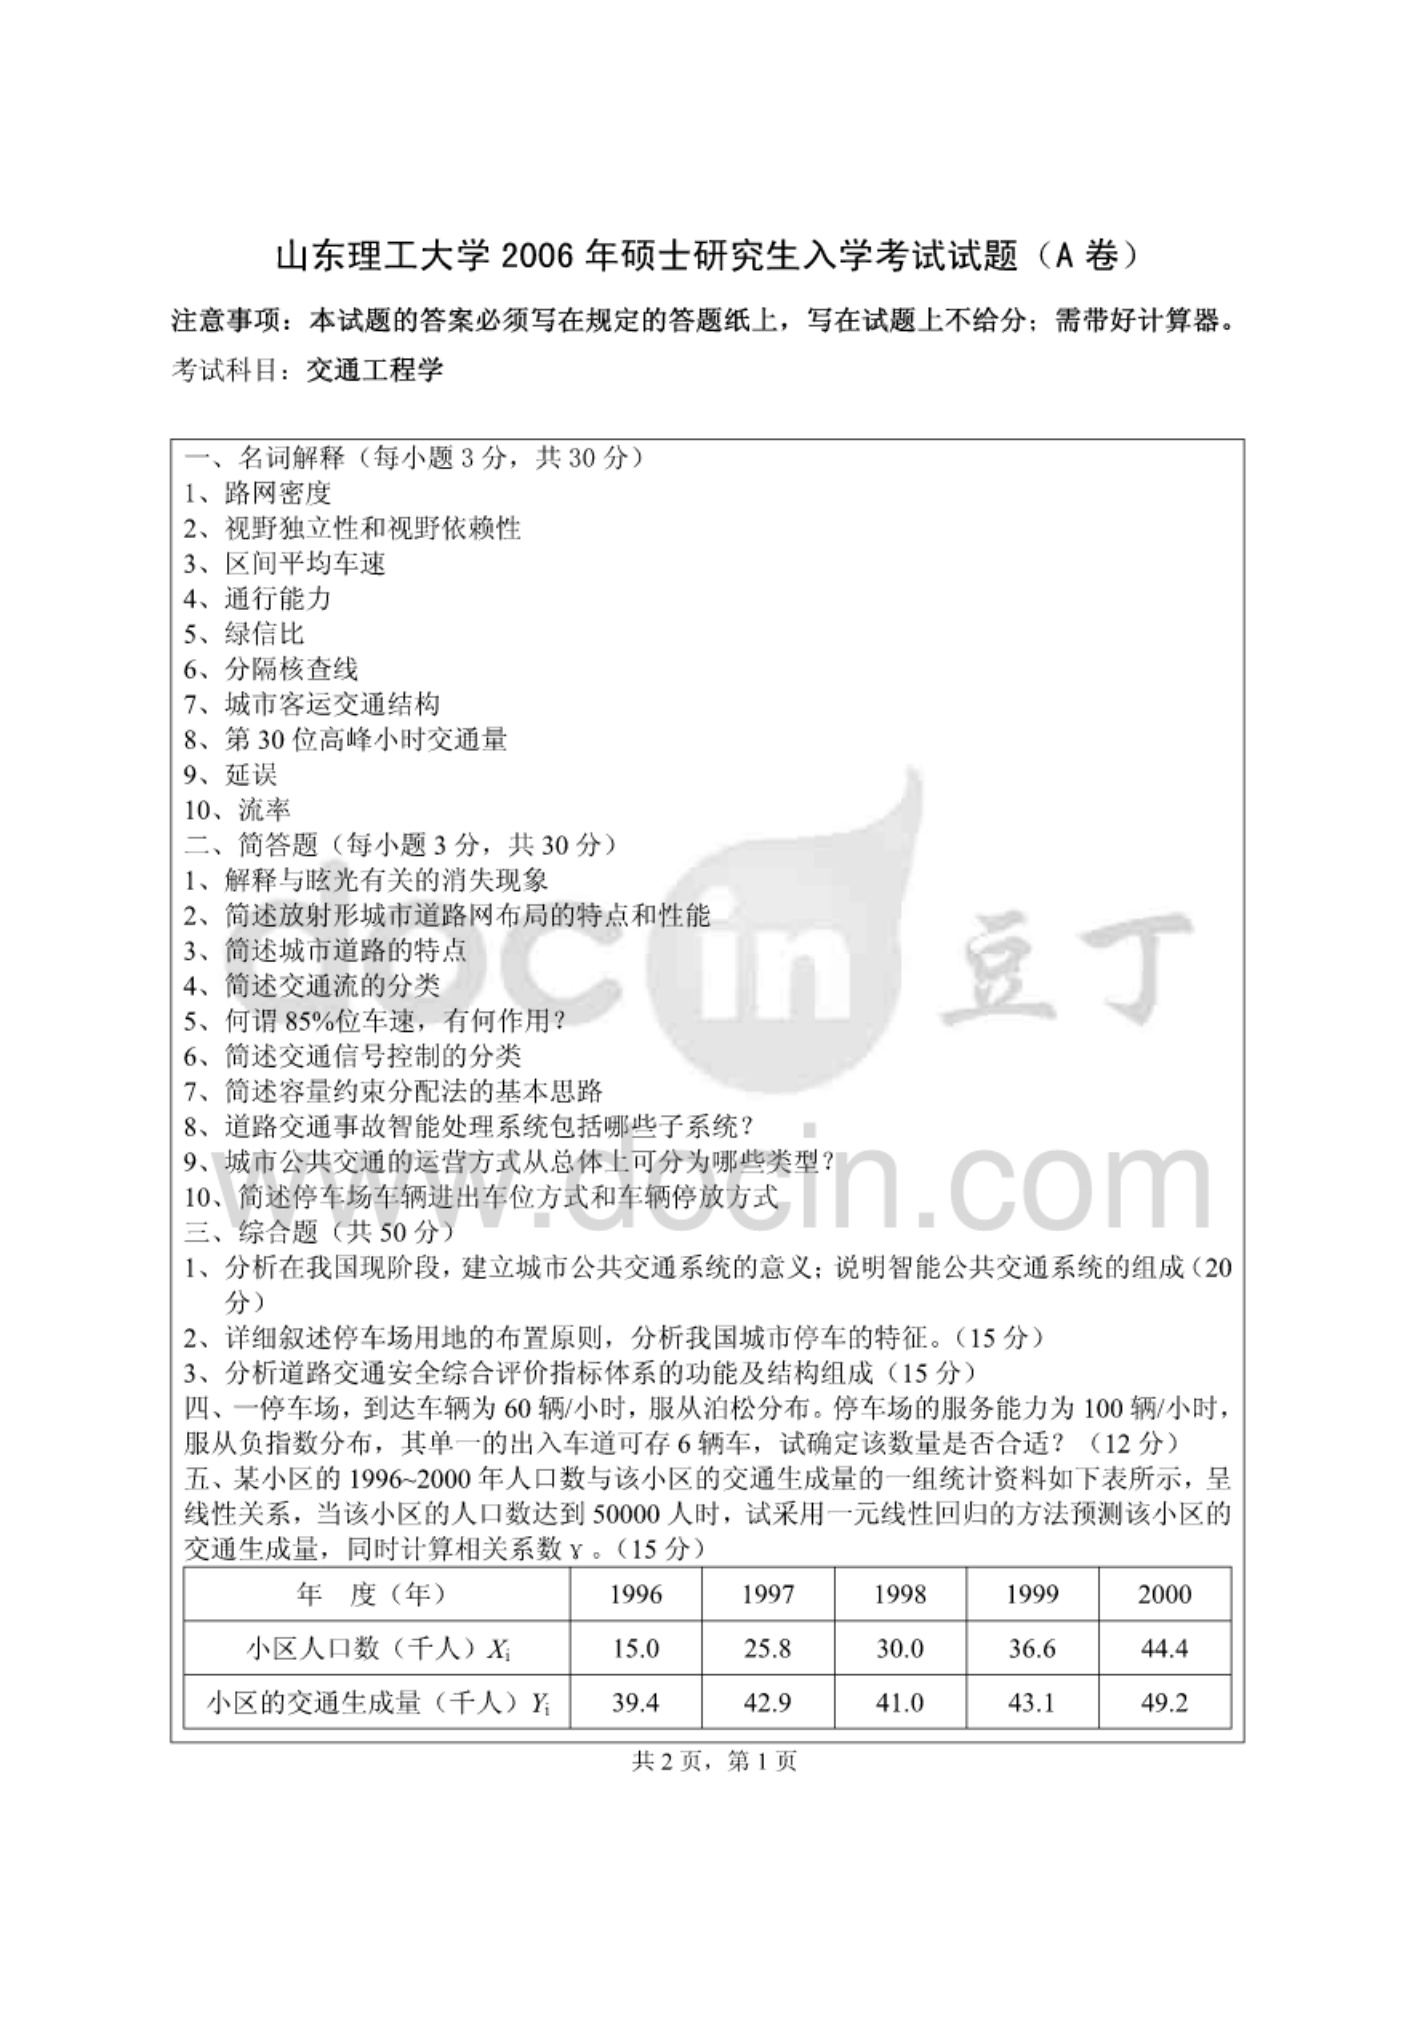 山东理工大学 2006 年硕士研究生入学考试试题（A 卷）
注意事项：本试题的答案必须写在规定的答题纸上，写在试题上不给分；需带好计算器。
考试科目：交通工程学
一、名词解释（每小题 3 分，共 30 分）
1、路网密度
2、视野独立性和视野依赖性
3、区间平均车速
4、通行能力
5、绿信比
6、分隔核查线
7、城市客运交通结构
8、第 30 位高峰小时交通量
9、延误
10、流率
二、简答题（每小题 3 分，共 30 分）
1、解释与眩光有关的消失现象
2、简述放射形城市道路网布局的特点和性能
3、简述城市道路的特点
4、简述交通流的分类
5、何谓 85%位车速，有何作用？
6、简述交通信号控制的分类
7、简述容量约束分配法的基本思路
8、道路交通事故智能处理系统包括哪些子系统？
9、城市公共交通的运营方式从总体上可分为哪些类型？
10、简述停车场车辆进出车位方式和车辆停放方式
三、综合题（共 50 分）
1、分析在我国现阶段，建立城市公共交通系统的意义；说明智能公共交通系统的组成（20
分）
2、详细叙述停车场用地的布置原则，分析我国城市停车的特征。（15 分）
3、分析道路交通安全综合评价指标体系的功能及结构组成（15 分）
四、一停车场，到达车辆为 60 辆/小时，服从泊松分布。停车场的服务能力为 100 辆/小时，
服从负指数分布，其单一的出入车道可存 6 辆车，试确定该数量是否合适？（12 分）
五、某小区的 1996~2000 年人口数与该小区的交通生成量的一组统计资料如下表所示，呈
线性关系，当该小区的人口数达到 50000 人时，试采用一元线性回归的方法预测该小区的
交通生成量，同时计算相关系数 γ。（15 分）
年 度（年） 1996 1997 1998 1999 2000
小区人口数（千人）Xi 15.0 25.8 30.0 36.6 44.4
小区的交通生成量（千人）Yi 39.4 42.9 41.0 43.1 49.2
共 2 页，第 1 页
docin 豆丁
www.docin.com